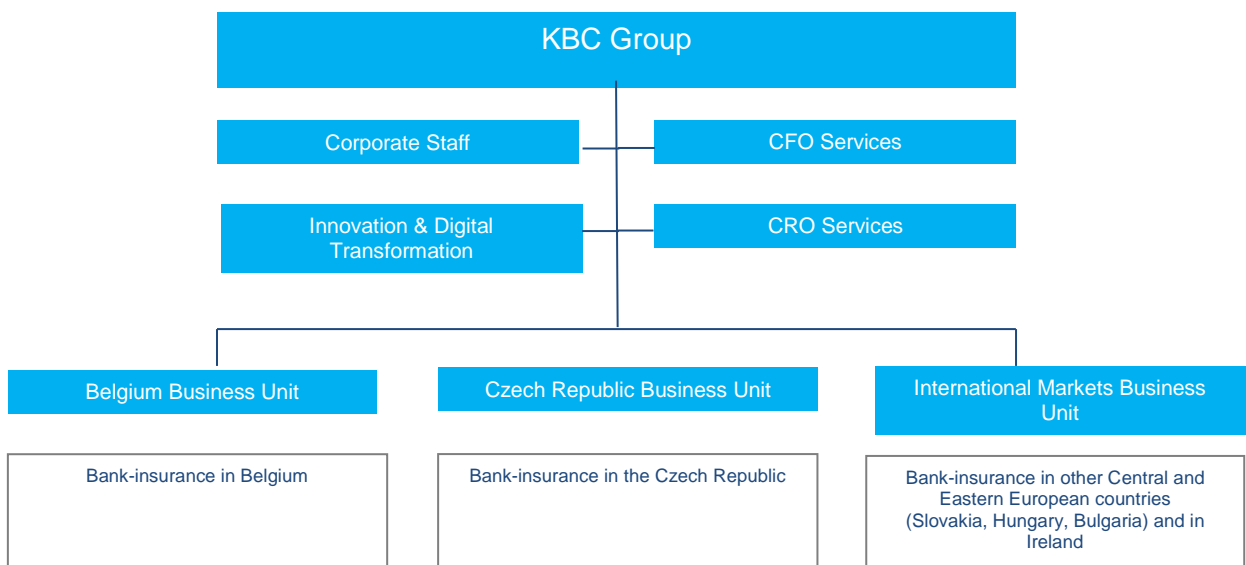 KBC Group
Corporate Staff
CFO Services
Innovation & Digital
Transformation
CRO Services
Belgium Business Unit
Czech Republic Business Unit
International Markets Business
Unit
Bank-insurance in Belgium
Bank-insurance in the Czech Republic
Bank-insurance in other Central and
Eastern European countries
(Slovakia, Hungary, Bulgaria) and in
Ireland